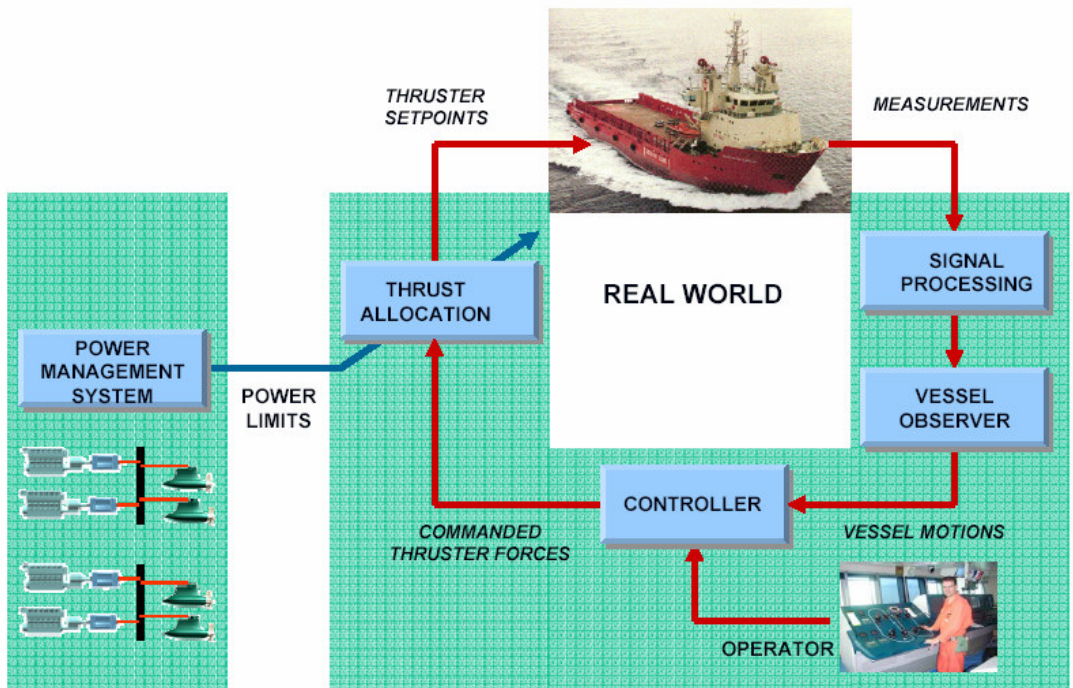 THRUSTER
SETPOINTS
MEASUREMENTS
SIGNAL
PROCESSING
THRUST
ALLOCATION
REAL WORLD
POWER
MANAGEMENT
SYSTEM
POWER
LIMITS
VESSEL
OBSERVER
CONTROLLER
COMMANDED
THRUSTER FORCES
VESSEL MOTIONS
OPERATOR